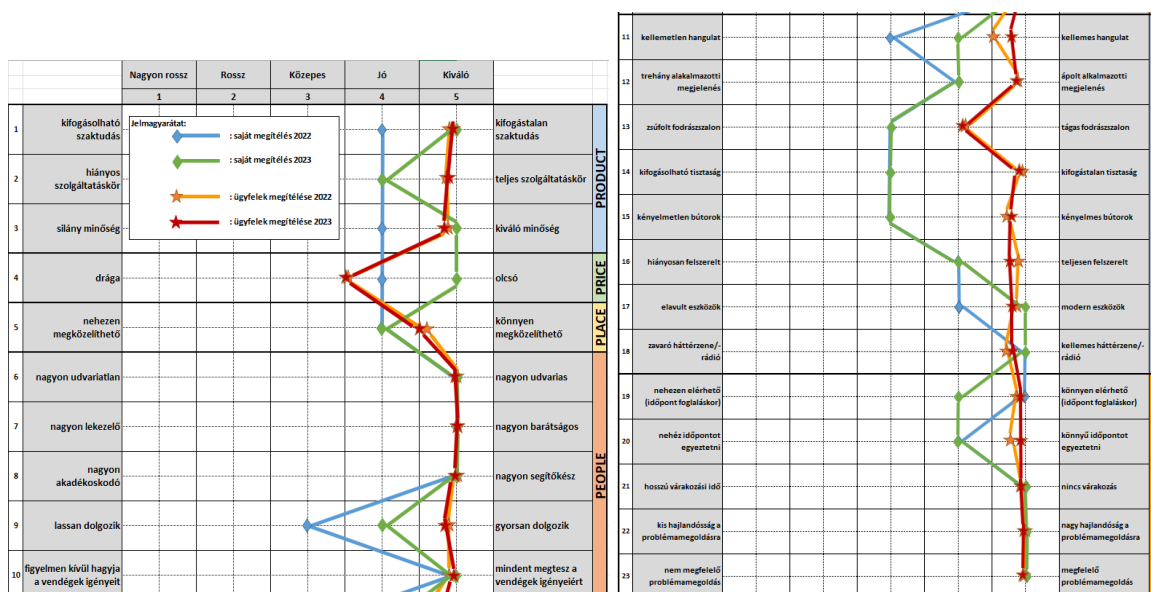 Nagyon rossz Rossz Közepes Jó Kiváló
1 2 3 4 5
Jelmagyarátat:
: saját megítélés 2022
: saját megítélés 2023
: ügyfelek megítélése 2022
: ügyfelek megítélése 2023
1 kifogásolható
szaktudás
kifogástalan
szaktudás
2 hiányos
szolgáltatáskör
teljes szolgáltatáskör
3 silány minőség kiváló minőség
PRODUCT
4 drága olcsó
PRICE
5 nehezen
megközelíthető
könnyen
megközelíthető
PLACE
6 nagyon udvariatlan nagyon udvarias
7 nagyon lekezelő nagyon barátságos
8 nagyon
akadékoskodó
nagyon segítőkész
9 lassan dolgozik gyorsan dolgozik
10 figyelmen kívül hagyja
a vendégek igényeit
mindent megtesz a
vendégek igényeiért
PEOPLE
11 kellemetlen hangulat kellemes hangulat
12 trehány alakalmazotti
megjelenés
ápolt alkalmazotti
megjelenés
13 zsúfolt fodrászszalon tágas fodrászszalon
14 kifogásolható tisztaság kifogástalan tisztaság
15 kényelmetlen bútorok kényelmes bútorok
16 hiányosan felszerelt teljesen felszerelt
17 elavult eszközök modern eszközök
18 zavaró háttérzene/-
rádió
kellemes háttérzene/-
rádió
19 nehezen elérhető
(időpont foglaláskor)
könnyen elérhető
(időpont foglaláskor)
20 nehéz időpontot
egyeztetni
könnyű időpontot
egyeztetni
21 hosszú várakozási idő nincs várakozás
22 kis hajlandósság a
problémamegoldásra
nagy hajlandóság a
problémamegoldásra
23 nem megfelelő
problémamegoldás
megfelelő
problémamegoldás